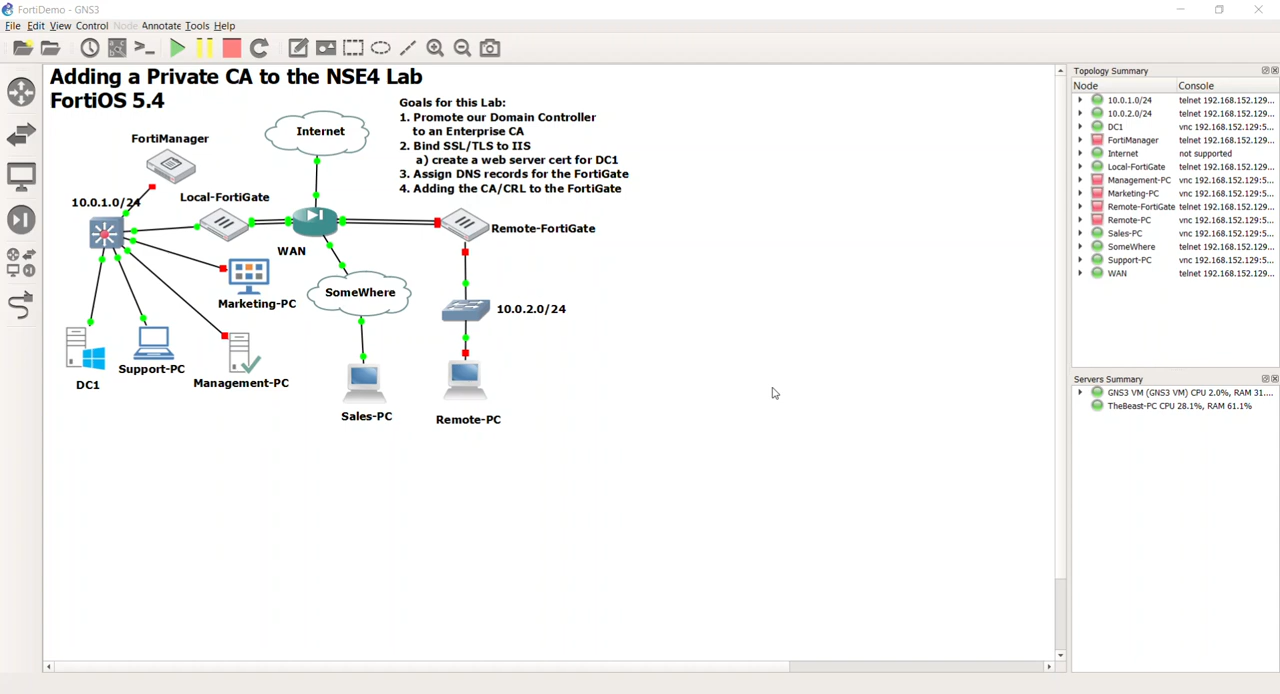 FortiDemo - GNS3
File Edit View Control Node Annotate Tools Help
Adding a Private CA to the NSE4 Lab
FortiOS 5.4
Goals for this Lab:
1. Promote our Domain Controller
to an Enterprise CA
2. Bind SSL/TLS to IIS
a) create a web server cert for DC1
3. Assign DNS records for the FortiGate
4. Adding the CA/CRL to the FortiGate
Internet
FortiManager
Local-FortiGate
10.0.1.0/24
WAN
Remote-FortiGate
Marketing-PC
SomeWhere
10.0.2.0/24
DC1
Support-PC
Management-PC
Sales-PC
Remote-PC
Topology Summary
Node Console
10.0.1.0/24 telnet 192.168.152.129...
10.0.2.0/24 telnet 192.168.152.129...
DC1 vnc 192.168.152.129:5...
FortiManager telnet 192.168.152.129...
Internet not supported
Local-FortiGate telnet 192.168.152.129...
Management-PC vnc 192.168.152.129:5...
Marketing-PC vnc 192.168.152.129:5...
Remote-FortiGate telnet 192.168.152.129...
Remote-PC vnc 192.168.152.129:5...
Sales-PC vnc 192.168.152.129:5...
SomeWhere telnet 192.168.152.129...
Support-PC vnc 192.168.152.129:5...
WAN telnet 192.168.152.129...
Servers Summary
GNS3 VM (GNS3 VM) CPU 2.0%, RAM 31....
TheBeast-PC CPU 28.1%, RAM 61.1%